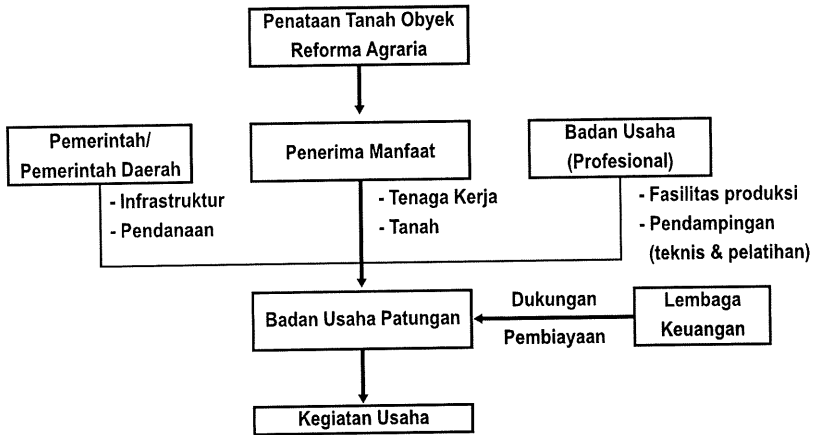 Penataan Tanah Obyek
Reforma Agraria
Pemerintah/
Pemerintah Daerah
Penerima Manfaat
Badan Usaha
(Profesional)
- Infrastruktur
- Pendanaan
- Tenaga Kerja
- Tanah
- Fasilitas produksi
- Pendampingan
(teknis & pelatihan)
Badan Usaha Patungan
Dukungan
Pembiayaan
Lembaga
Keuangan
Kegiatan Usaha